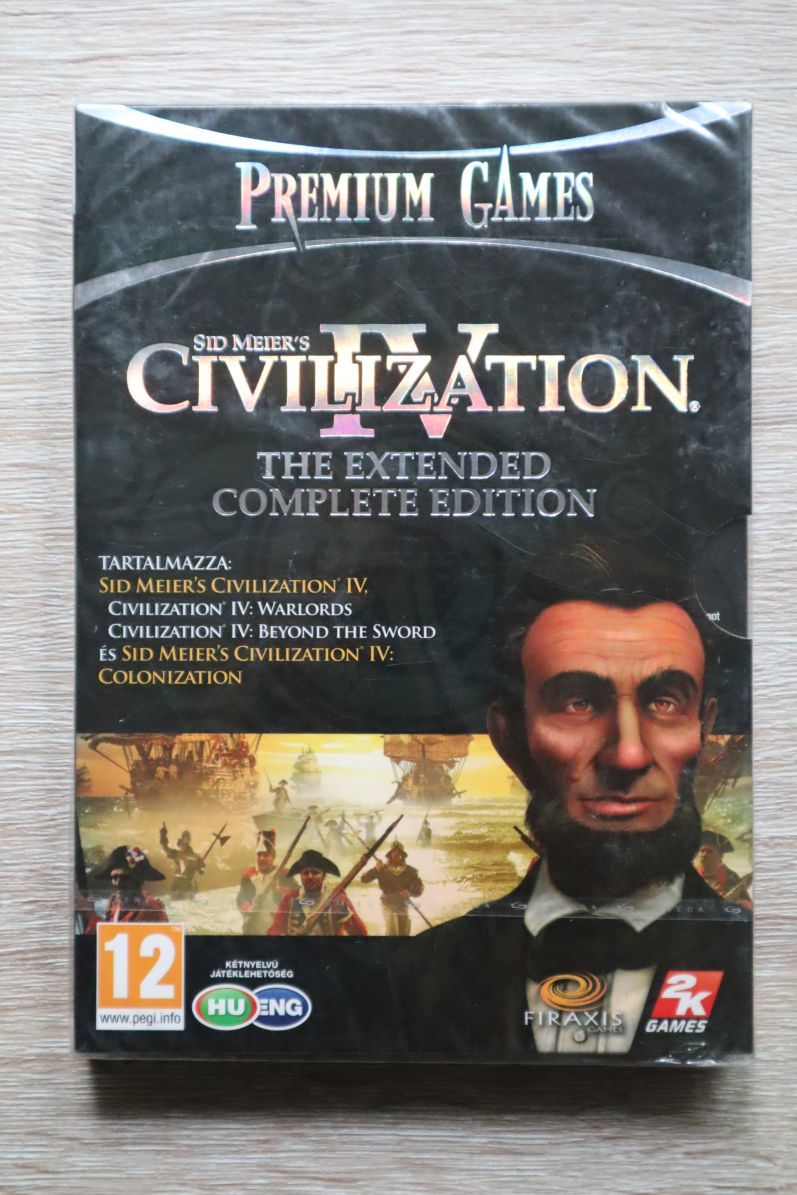 PREMIUM GAMES
SID MEIER'S
CIVILIZATION IV®
THE EXTENDED
COMPLETE EDITION
TARTALMAZZA:
SID MEIER'S CIVILIZATION® IV,
CIVILIZATION® IV: WARLORDS
CIVILIZATION® IV: BEYOND THE SWORD
ÉS SID MEIER'S CIVILIZATION® IV:
COLONIZATION
12
www.pegi.info
KÉTNYELVŰ
JÁTÉKLEHETŐSÉG
HU ENG
FIRAXIS
GAMES
2K
GAMES